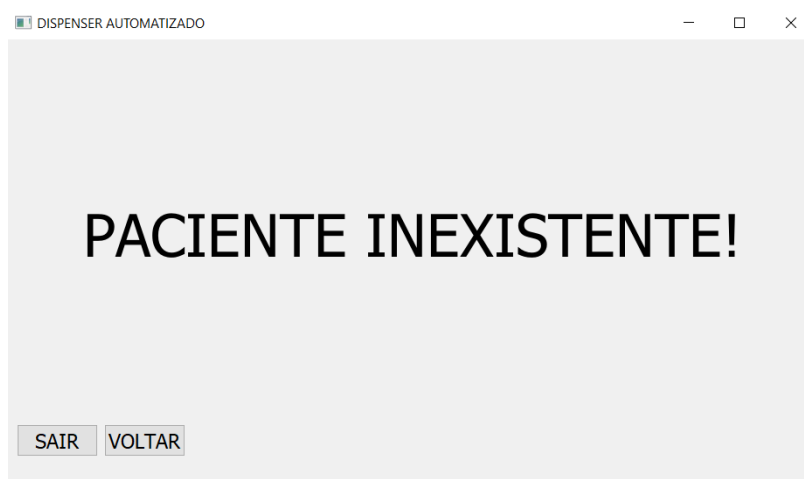 DISPENSER AUTOMATIZADO
PACIENTE INEXISTENTE!
SAIR VOLTAR